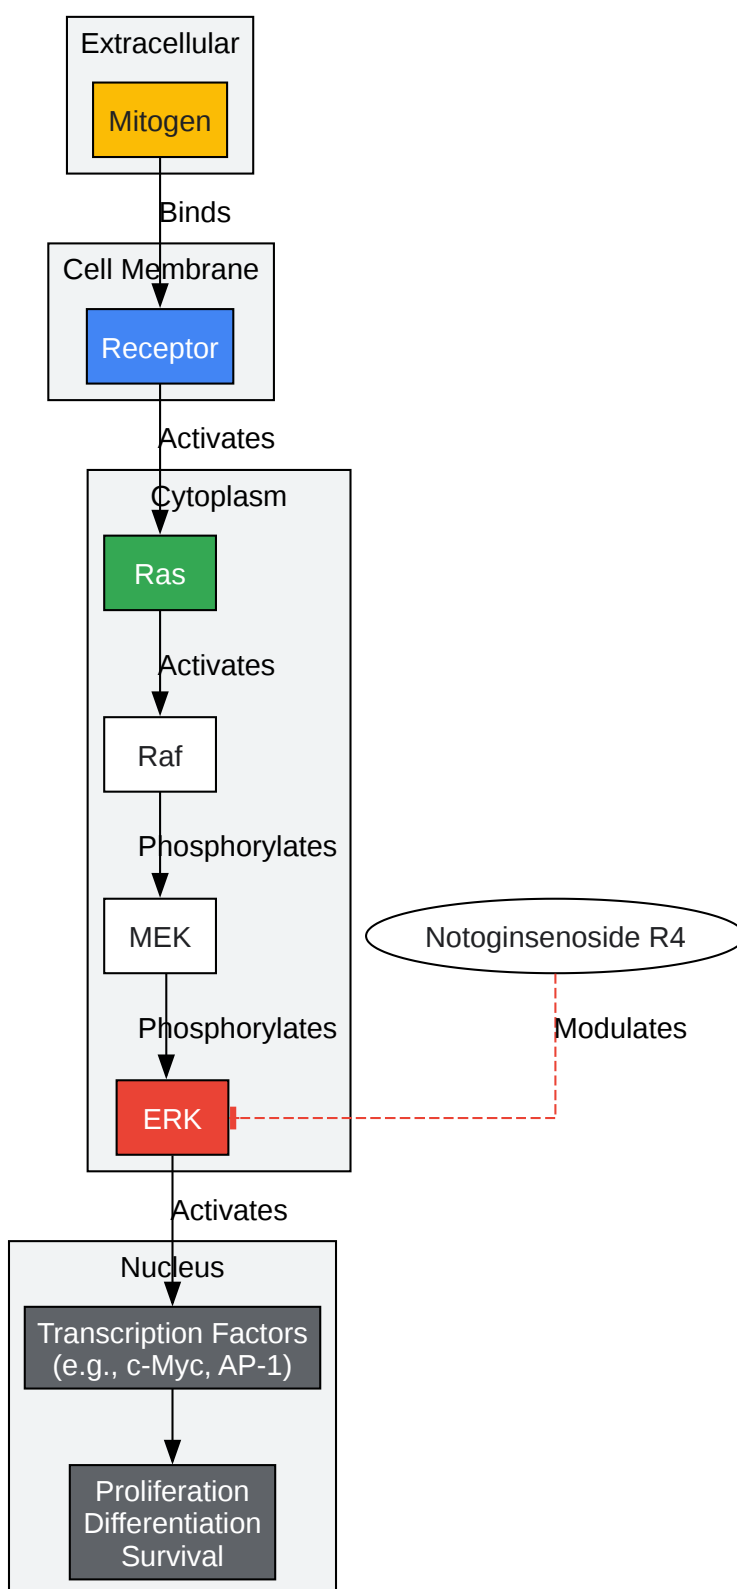 Extracellular
Mitogen
Binds
Cell Membrane
Receptor
Activates
Cytoplasm
Ras
Activates
Raf
Phosphorylates
MEK
Notoginsenoside R4
Phosphorylates
Modulates
ERK
Activates
Nucleus
Transcription Factors
(e.g., c-Myc, AP-1)
Proliferation
Differentiation
Survival